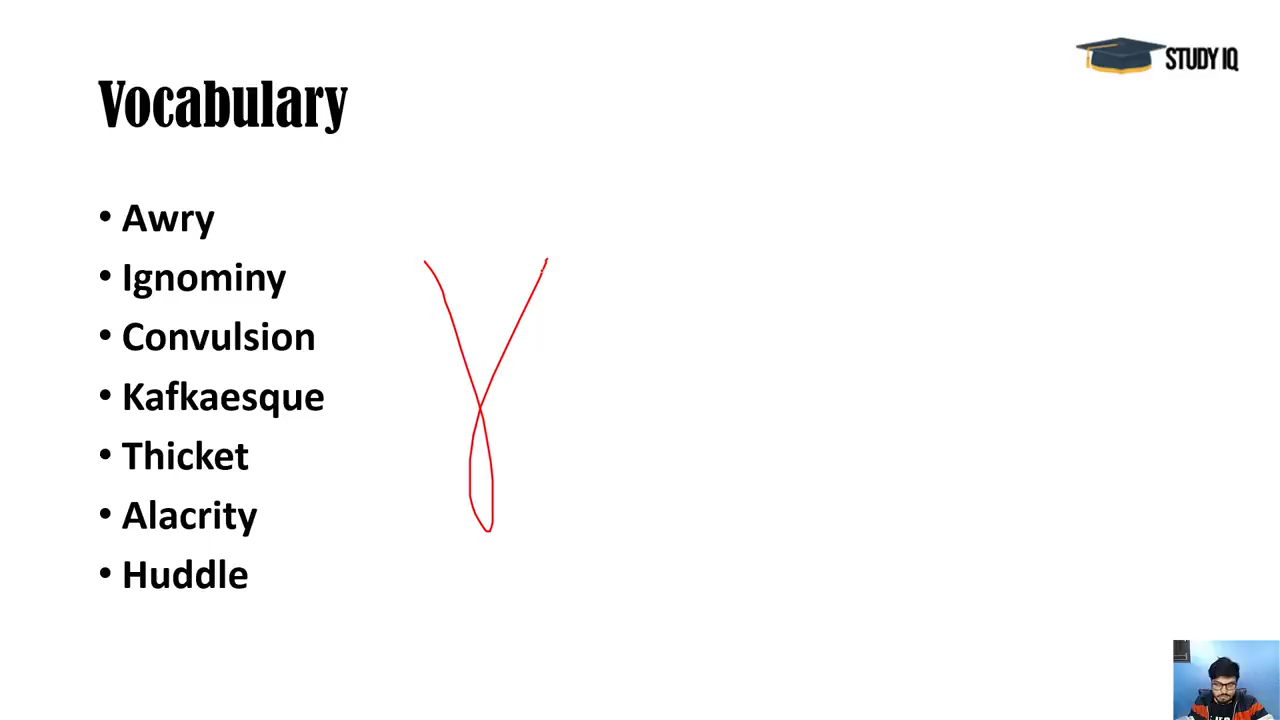 STUDY IQ
Vocabulary
• Awry
• Ignominy
• Convulsion
• Kafkaesque
• Thicket
• Alacrity
• Huddle